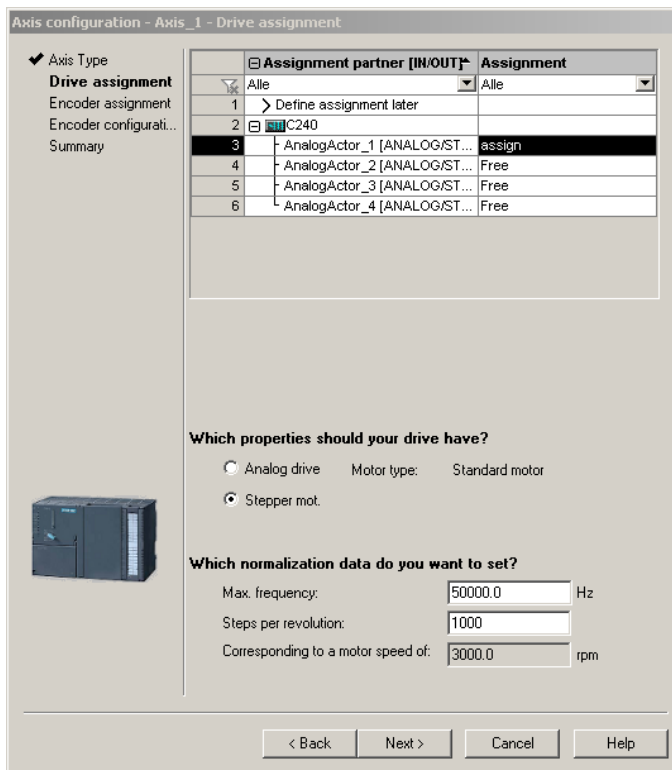 Axis configuration - Axis_1 - Drive assignment
Axis Type
Drive assignment
Encoder assignment
Encoder configurati...
Summary
Assignment partner [IN/OUT] Assignment
Alle Alle
1 Define assignment later
2 C240
3 AnalogActor_1 [ANALOG/ST... assign
4 AnalogActor_2 [ANALOG/ST... Free
5 AnalogActor_3 [ANALOG/ST... Free
6 AnalogActor_4 [ANALOG/ST... Free
Which properties should your drive have?
Analog drive Motor type: Standard motor
Stepper mot.
Which normalization data do you want to set?
Max. frequency: 50000.0 Hz
Steps per revolution: 1000
Corresponding to a motor speed of: 3000.0 rpm
< Back Next > Cancel Help